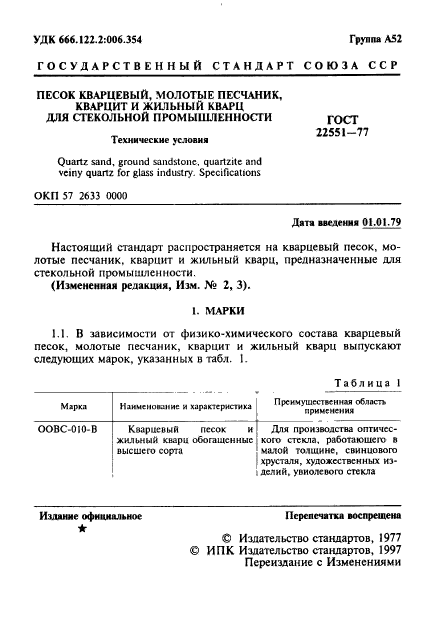 УДК 666.122.2:006.354 Группа А52
ГОСУДАРСТВЕННЫЙ СТАНДАРТ СОЮЗА ССР
ПЕСОК КВАРЦЕВЫЙ, МОЛОТЫЕ ПЕСЧАНИК,
КВАРЦИТ И ЖИЛЬНЫЙ КВАРЦ
ДЛЯ СТЕКОЛЬНОЙ ПРОМЫШЛЕННОСТИ
Технические условия
Quartz sand, ground sandstone, quartzite and
veiny quartz for glass industry. Specifications
ГОСТ
22551—77
ОКП 57 2633 0000
Дата введения 01.01.79
Настоящий стандарт распространяется на кварцевый песок, мо-
лотые песчаник, кварцит и жильный кварц, предназначенные для
стекольной промышленности.
(Измененная редакция, Изм. № 2, 3).
1. МАРКИ
1.1. В зависимости от физико-химического состава кварцевый
песок, молотые песчаник, кварцит и жильный кварц выпускают
следующих марок, указанных в табл. 1.
Таблица 1
Марка
Наименование и характеристика
Преимущественная область
применения
ООВС-010-В
Кварцевый песок и
жильный кварц обогащенные
высшего сорта
Для производства оптичес-
кого стекла, работающего в
малой толщине, свинцового
хрусталя, художественных из-
делий, увиолевого стекла
Издание официальное Перепечатка воспрещена
★
© Издательство стандартов, 1977
© ИПК Издательство стандартов, 1997
Переиздание с Изменениями